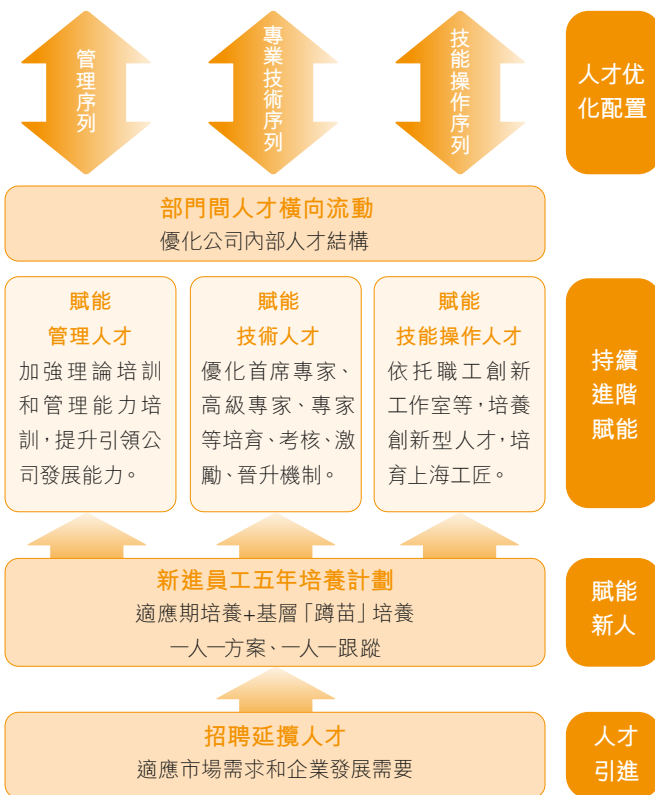 管理序列
專業技術序列
技能操作序列
人才优
化配置
部門間人才橫向流動
優化公司內部人才結構
賦能
管理人才
加強理論培訓
和管理能力培
訓，提升引領公
司發展能力。
賦能
技術人才
優化首席專家、
高級專家、專家
等培育、考核、激
勵、晉升機制。
賦能
技能操作人才
依托職工創新
工作室等，培養
創新型人才，培
育上海工匠。
持續
進階
賦能
新進員工五年培養計劃
適應期培養+基層「蹲苗」培養
一人一方案、一人一跟蹤
賦能
新人
招聘延攬人才
適應市場需求和企業發展需要
人才
引進